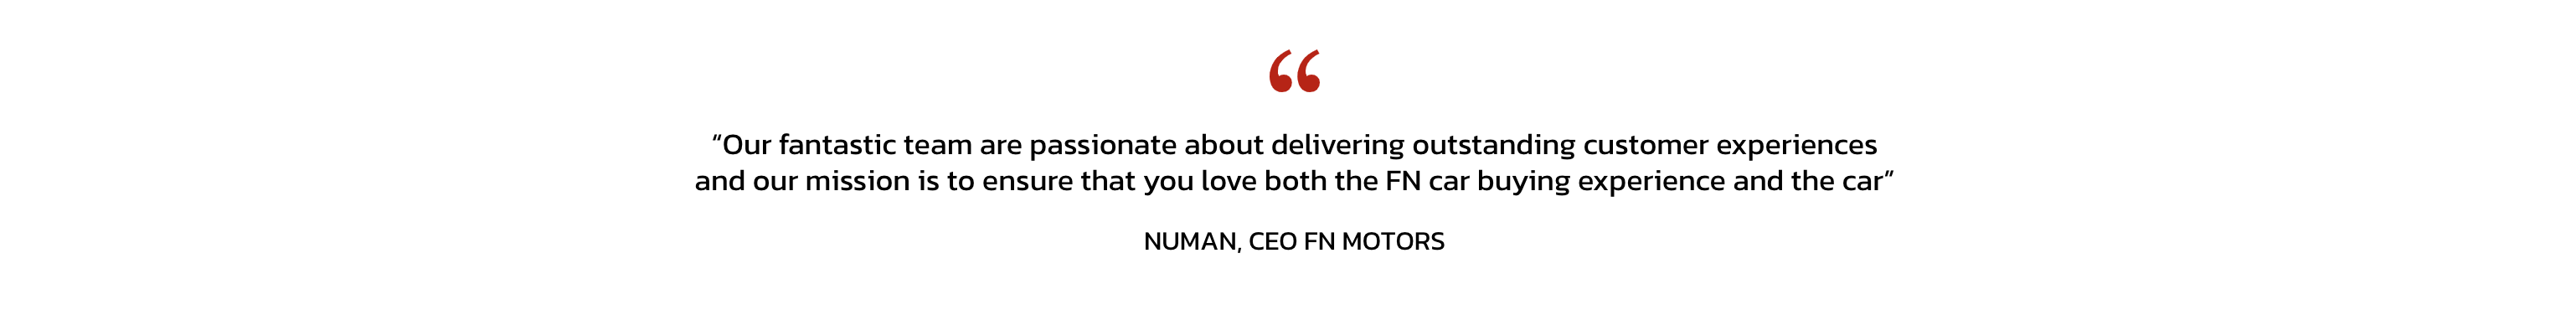 “
“Our fantastic team are passionate about delivering outstanding customer experiences
and our mission is to ensure that you love both the FN car buying experience and the car”
NUMAN, CEO FN MOTORS